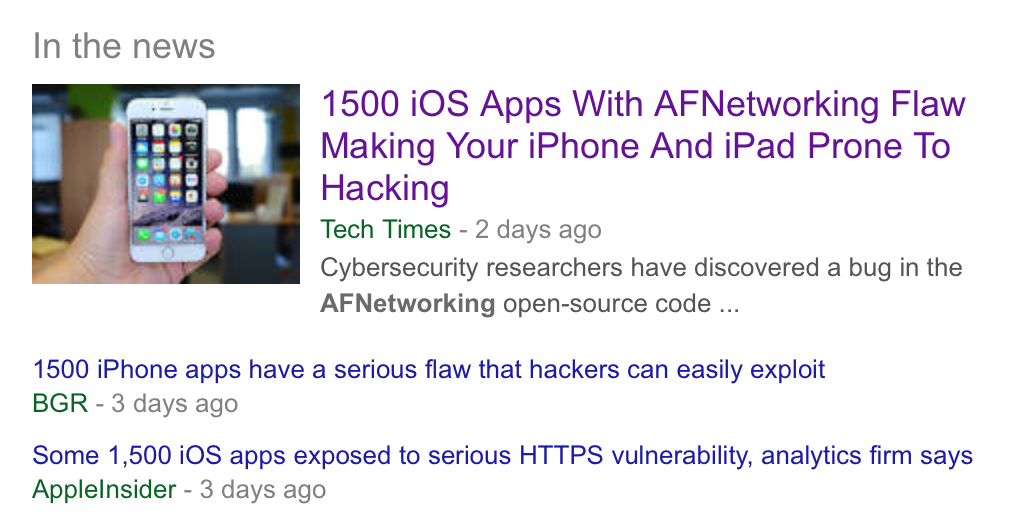 In the news
1500 iOS Apps With AFNetworking Flaw
Making Your iPhone And iPad Prone To
Hacking
Tech Times - 2 days ago
Cybersecurity researchers have discovered a bug in the
AFNetworking open-source code ...
1500 iPhone apps have a serious flaw that hackers can easily exploit
BGR - 3 days ago
Some 1,500 iOS apps exposed to serious HTTPS vulnerability, analytics firm says
AppleInsider - 3 days ago